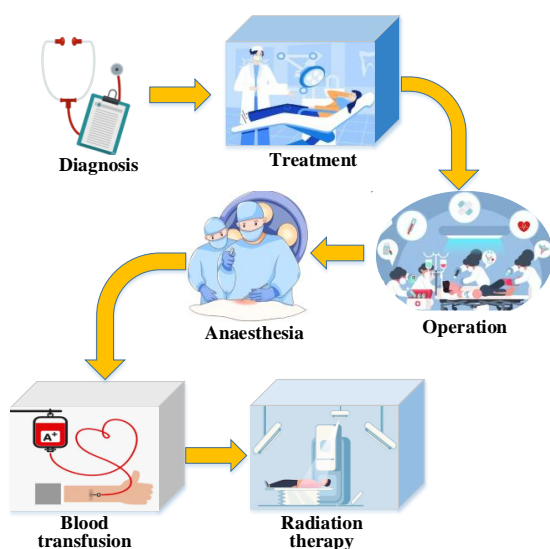 Diagnosis
Treatment
Operation
Anaesthesia
A+
Blood
transfusion
Radiation
therapy